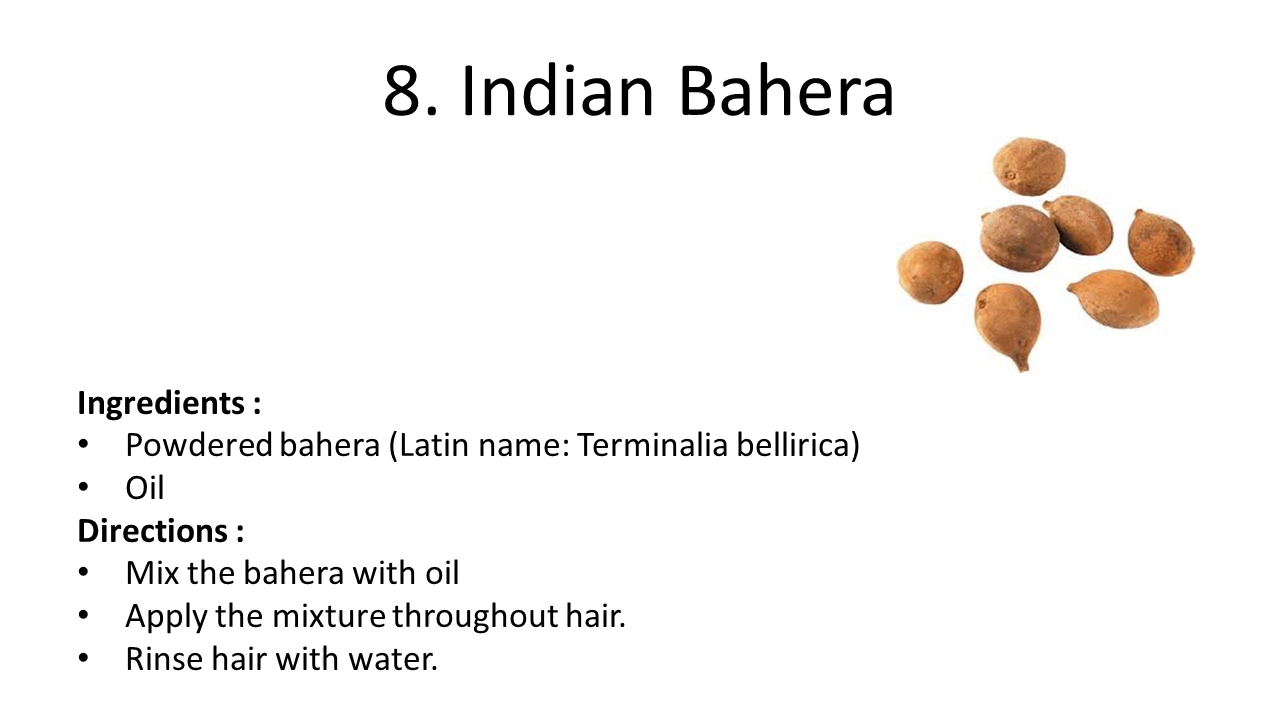 8. Indian Bahera
Ingredients :
• Powdered bahera (Latin name: Terminalia bellirica)
• Oil
Directions :
• Mix the bahera with oil
• Apply the mixture throughout hair.
• Rinse hair with water.